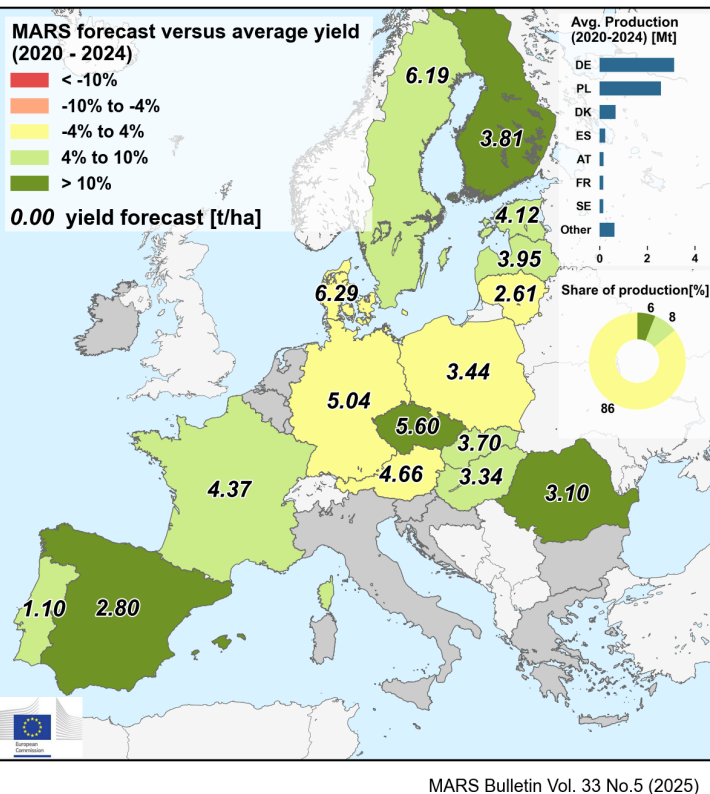 MARS forecast versus average yield
(2020 - 2024)
< -10%
-10% to -4%
-4% to 4%
4% to 10%
> 10%
0.00 yield forecast [t/ha]
Avg. Production
(2020-2024) [Mt]
DE
PL
DK
ES
AT
FR
SE
Other
0 2 4
Share of production[%]
6
8
86
6.19
3.81
4.12
3.95
2.61
6.29
3.44
5.04
5.60
3.70
4.66
3.34
4.37
3.10
1.10
2.80
European
Commission
MARS Bulletin Vol. 33 No.5 (2025)